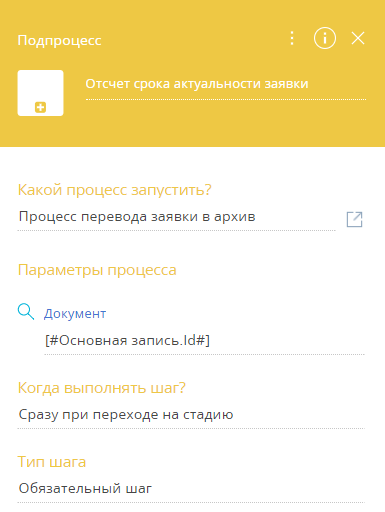 Подпроцесс
Отсчет срока актуальности заявки
Какой процесс запустить?
Процесс перевода заявки в архив
Параметры процесса
Документ
[#Основная запись.Id#]
Когда выполнять шаг?
Сразу при переходе на стадию
Тип шага
Обязательный шаг